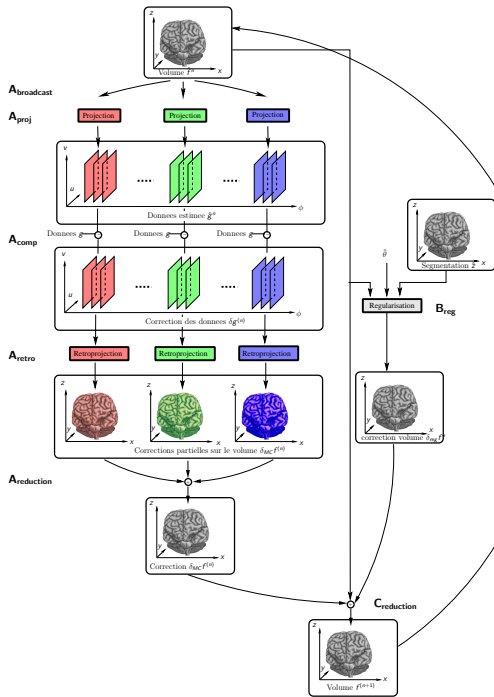 z
y
x
Volume f^n
A_broadcast
A_proj
Projection
Projection
Projection
v
u
ϕ
Donnees estimee ĝ^n
Donnees g
Donnees g
Donnees g
A_comp
v
u
ϕ
Correction des donnees δg^(n)
A_retro
Retroprojection
Retroprojection
Retroprojection
z
y
x
z
y
x
z
y
x
Corrections partielles sur le volume δ_MC f^(n)
A_reduction
z
y
x
Correction δ_MC f^(n)
z
y
x
Segmentation ẑ
θ̂
Regularisation
B_reg
z
y
x
correction volume δ_reg f^n
C_reduction
z
y
x
Volume f^(n+1)